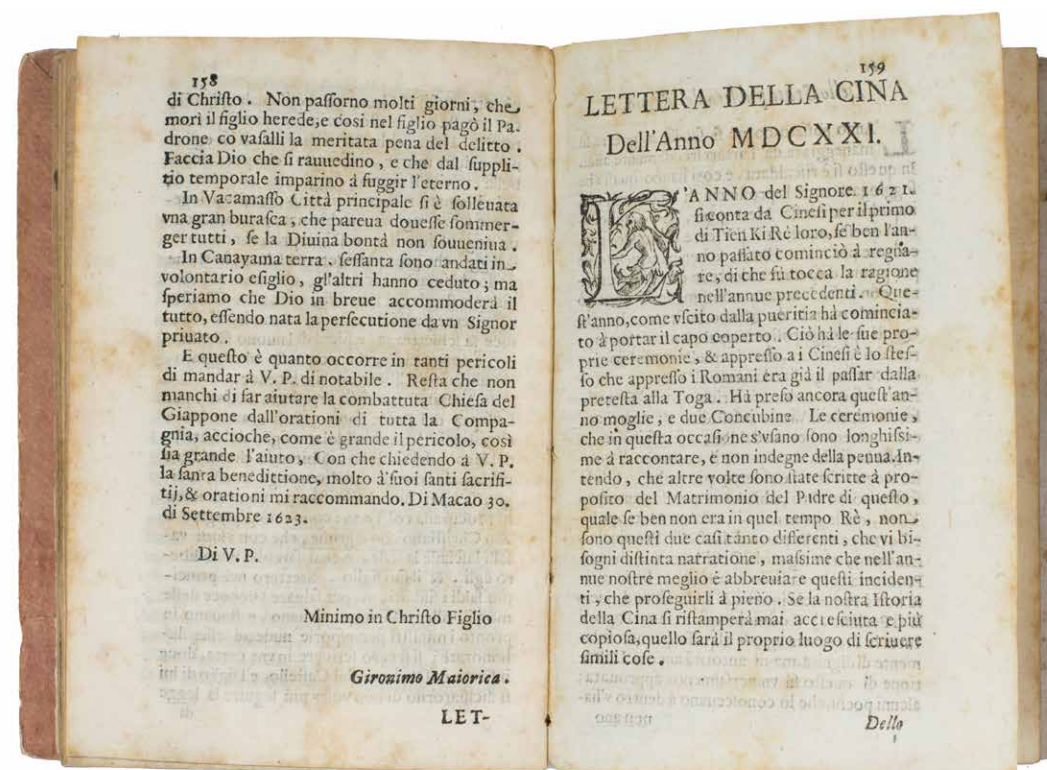 158
di Chriſto . Non paſſorno molti giorni , che
morì il figlio herede, e così nel figlio pagò il Pa-
drone cò vaſalli la meritata pena del delitto .
Faccia Dio che ſi rauuedino , e che dal ſuppli-
tio temporale imparino à fuggir l'eterno .
In Vacamaſſo Città principale ſi è ſolleuata
vna gran buraſca , che pareua doueſſe ſommer-
ger tutti , ſe la Diuina bontà non ſouueniua .
In Canayama terra . ſeſſanta ſono andati in
volontario eſiglio , gl'altri hanno ceduto ; ma
ſperiamo che Dio in breue accommoderà il
tutto, eſſendo nata la perſecutione da vn Signor
priuato .
E queſto è quanto occorre in tanti pericoli
di mandar à V. P. di notabile . Reſta che non
manchi di far aiutare la combattuta Chieſa del
Giappone dall'orationi di tutta la Compa-
gnia, accioche, come è grande il pericolo, così
ſia grande l'aiuto , Con che chiedendo à V. P.
la ſanta benedittione, molto à ſuoi ſanti ſacriſi-
tij, & orationi mi raccommando. Di Macao 30.
di Settembre 1623.
Di V. P.
Minimo in Chriſto Figlio
Gironimo Maiorica .
LET-
159
LETTERA DELLA CINA
Dell'Anno MDCXXI.
L'ANNO del Signore 1621.
ſi conta da Cineſi per il primo
di Tien Ki Rè loro, ſe ben l'an-
no paſſato cominciò à regna-
re, di che ſù tocca la ragione
nell'annue precedenti . Que-
ſt'anno, come vſcito dalla pueritia hà comincia-
to à portar il capo coperto . Ciò hà le ſue pro-
prie ceremonie , & appreſſo a i Cineſi è lo ſteſ-
ſo che appreſſo i Romani era già il paſſar dalla
preteſta alla Toga . Hà preſo ancora queſt'an-
no moglie , e due Concubine Le ceremonie ,
che in queſta occaſi ne s'vſano ſono longhiſsi-
me à raccontare, e non indegne della penna. In-
tendo , che altre volte ſono ſtate ſcritte à pro-
poſito del Matrimonio del Padre di queſto ,
quale ſe ben non era in quel tempo Rè , non
ſono queſti due caſi tanto differenti , che vi bi-
ſogni diſtinta narratione , maſsime che nell'an-
nue noſtre meglio è abbreuiare queſti inciden-
ti , che proſeguirli à pieno . Se la noſtra Iſtoria
della Cina ſi riſtamperà mai accreſciuta e più
copioſa, quello ſarà il proprio luogo di ſcriuere
ſimili coſe .
Dello